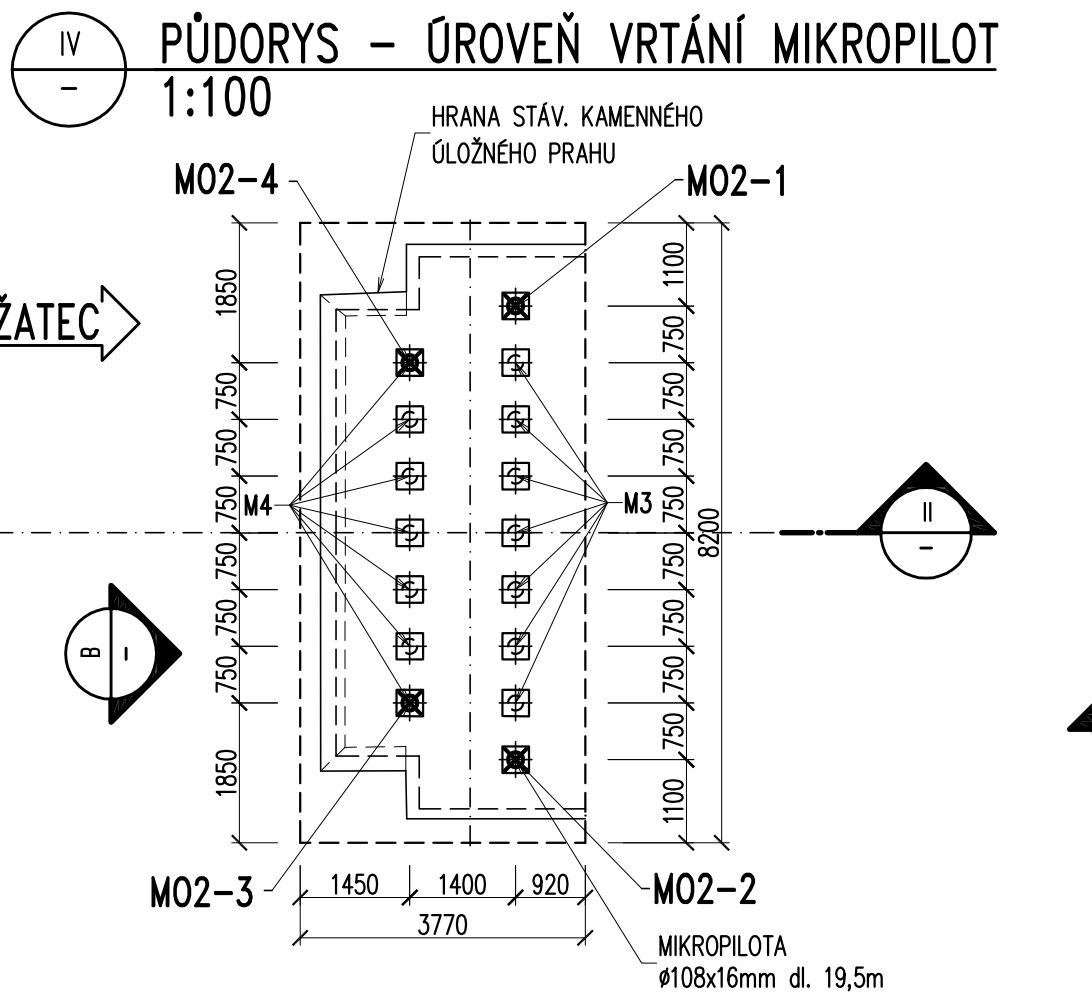 IV
–
PŮDORYS – ÚROVEŇ VRTÁNÍ MIKROPILOT
1:100
HRANA STÁV. KAMENNÉHO
ÚLOŽNÉHO PRAHU
M02-4
M02-1
ŽATEC
1850
750
750
750
750
750
750
1850
M4
M3
1100
750
750
750
750
750
750
750
750
1100
8200
II
–
B
–
M02-3
M02-2
1450
1400
920
3770
MIKROPILOTA
ø108x16mm dl. 19,5m